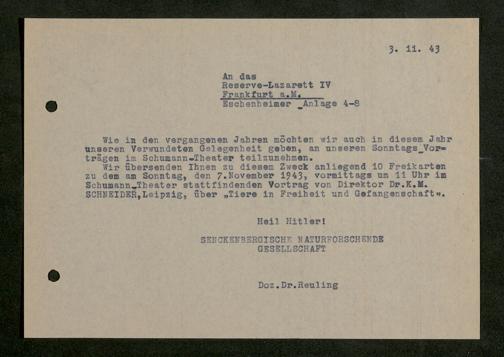 3. 11. 43
An das
Reserve-Lazarett IV
Frankfurt a.M.
Eschenheimer Anlage 4-8
Wie in den vergangenen Jahren möchten wir auch in diesem Jahr
unseren Verwundeten Gelegenheit geben, an unseren Sonntags Vor-
trägen im Schumann-Theater teilzunehmen.
Wir übersenden Ihnen zu diesem Zweck anliegend 10 Freikarten
zu dem am Sonntag, den 7.November 1943, vormittags um 11 Uhr im
Schumann Theater stattfindenden Vortrag von Direktor Dr.K.M.
SCHNEIDER,Leipzig, über „Tiere in Freiheit und Gefangenschaft“.
Heil Hitler!
SENCKENBERGISCHE NATURFORSCHENDE
GESELLSCHAFT
Doz.Dr.Reuling